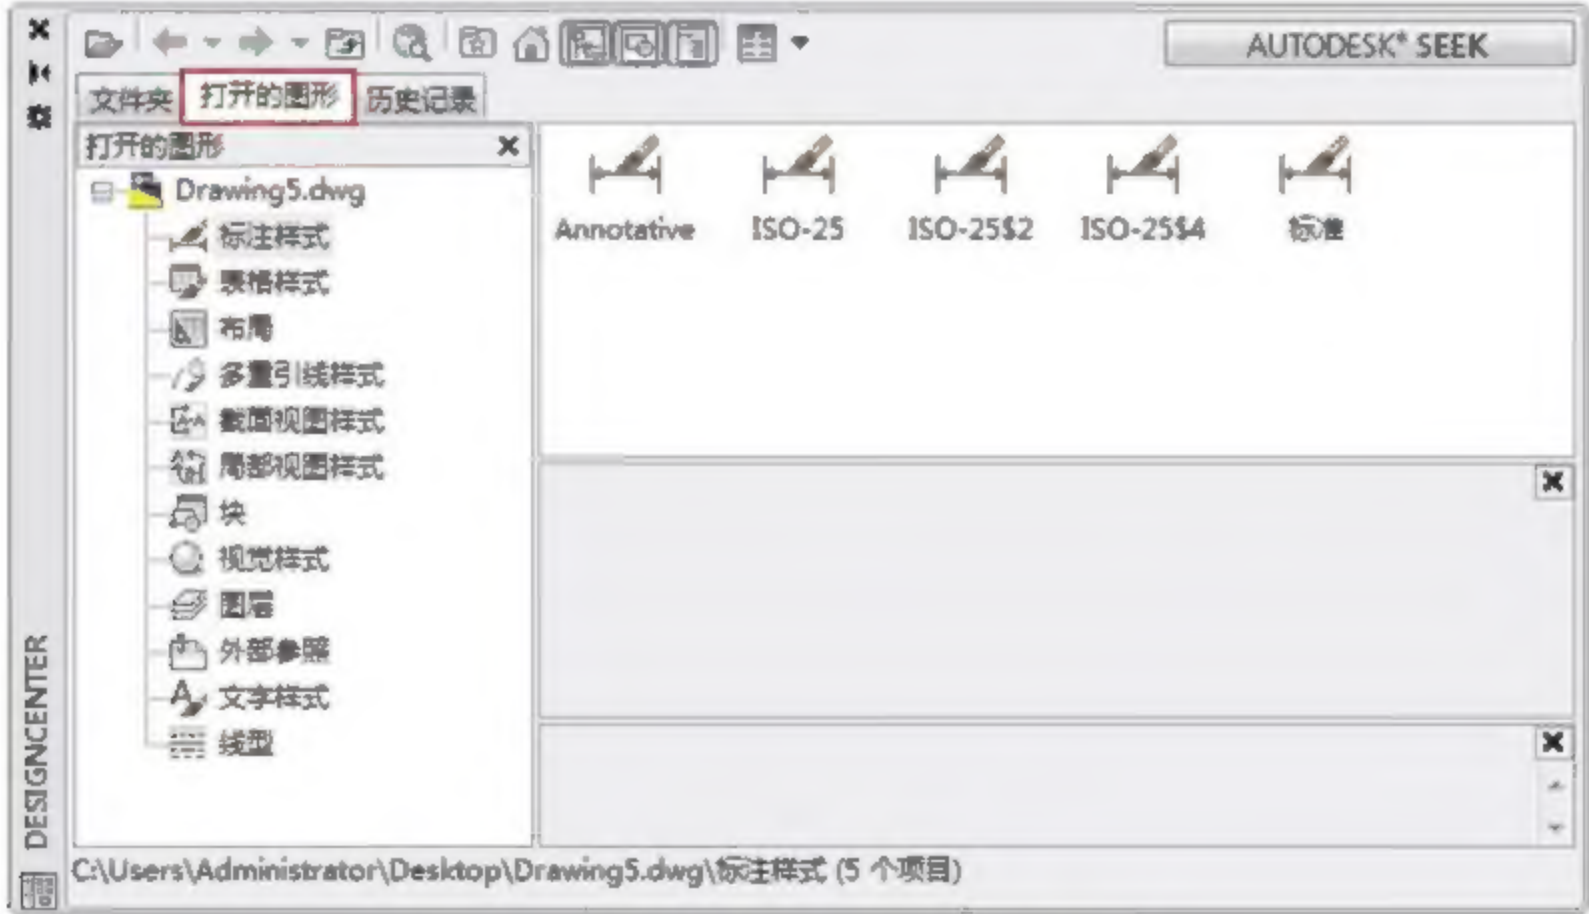 AUTODESK® SEEK
文件夹 打开的图形 历史记录
打开的图形
Drawing5.dwg
标注样式
表格样式
布局
多重引线样式
截面视图样式
局部视图样式
块
视觉样式
图层
外部参照
文字样式
线型
Annotative ISO-25 ISO-25$2 ISO-25$4 标准
DESIGNCENTER
C:\Users\Administrator\Desktop\Drawing5.dwg\标注样式 (5 个项目)